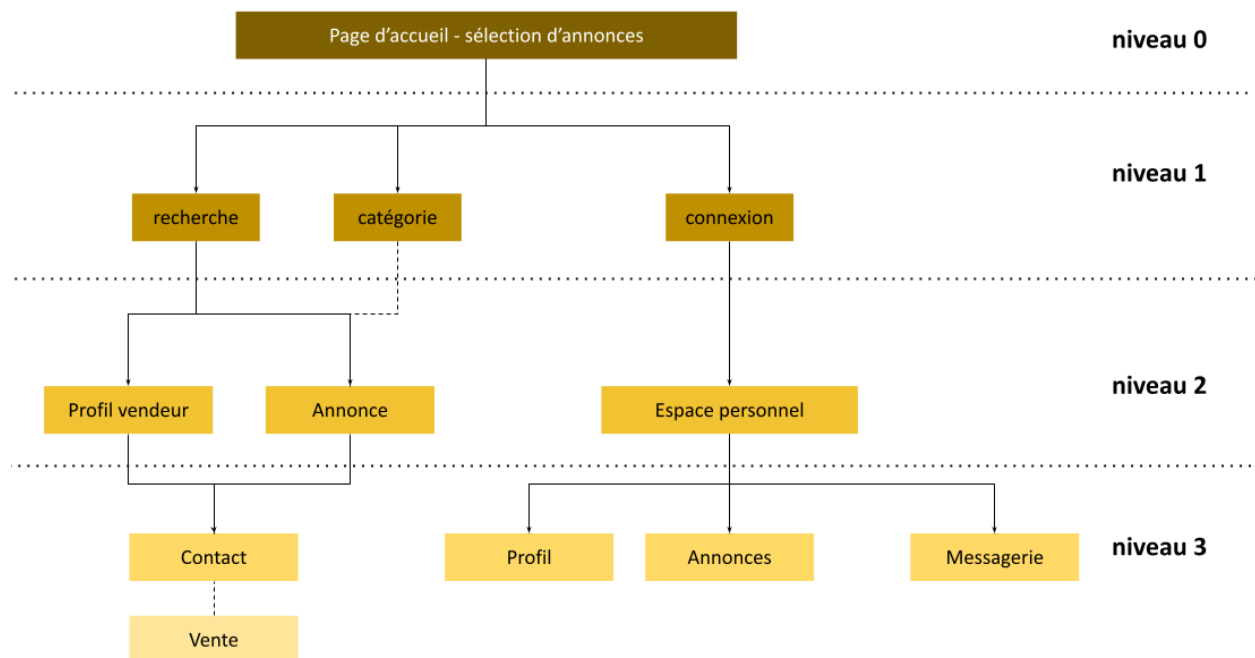 Page d’accueil - sélection d’annonces
niveau 0
recherche
catégorie
connexion
niveau 1
Profil vendeur
Annonce
Espace personnel
niveau 2
Contact
Profil
Annonces
Messagerie
niveau 3
Vente